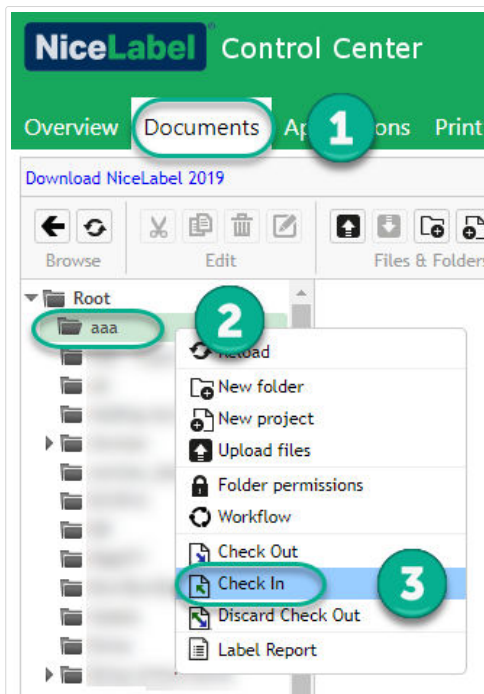 NiceLabel Control Center
Overview Documents Ap 1 ons Print
Download NiceLabel 2019
Browse Edit Files & Folders
Root
aaa 2
Reload
New folder
New project
Upload files
Folder permissions
Workflow
Check Out
Check In 3
Discard Check Out
Label Report